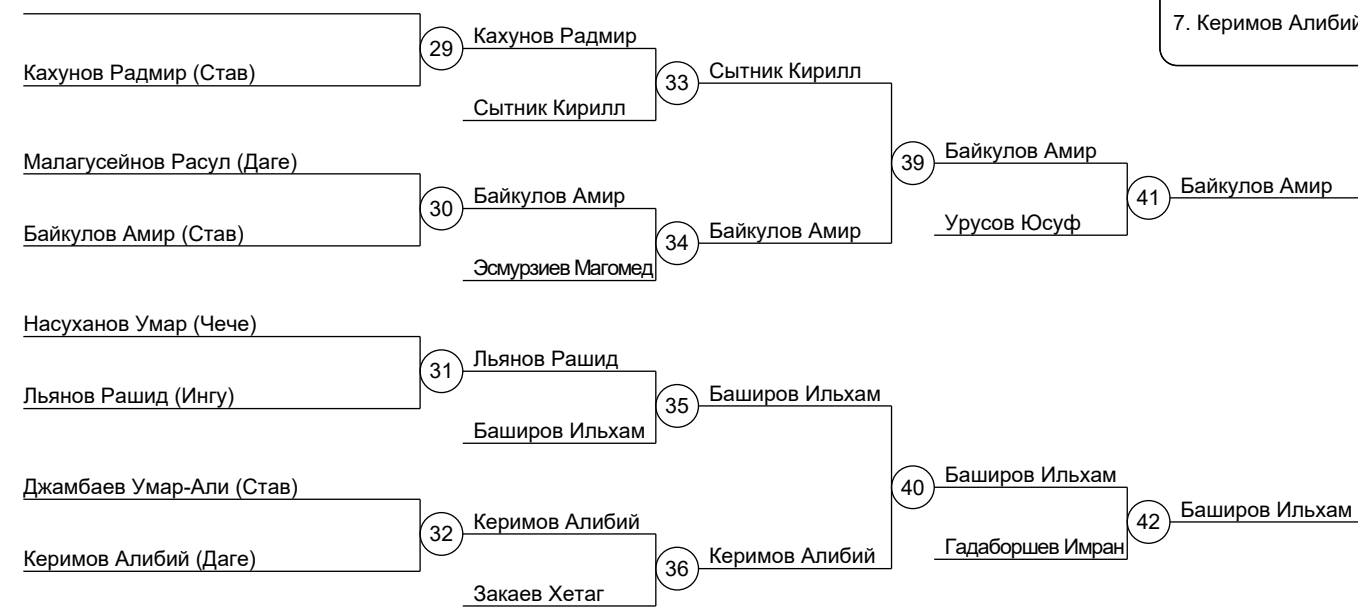 7. Керимов Алибий
29
Кахунов Радмир
Кахунов Радмир (Став)
33
Сытник Кирилл
Сытник Кирилл
Малагусейнов Расул (Даге)
39
Байкулов Амир
30
Байкулов Амир
41
Байкулов Амир
Байкулов Амир (Став)
34
Байкулов Амир
Урусов Юсуф
Эсмурзиев Магомед
Насуханов Умар (Чече)
31
Льянов Рашид
Льянов Рашид (Ингу)
35
Баширов Ильхам
Баширов Ильхам
Джамбаев Умар-Али (Став)
40
Баширов Ильхам
32
Керимов Алибий
42
Баширов Ильхам
Керимов Алибий (Даге)
36
Керимов Алибий
Гадаборшев Имран
Закаев Хетаг